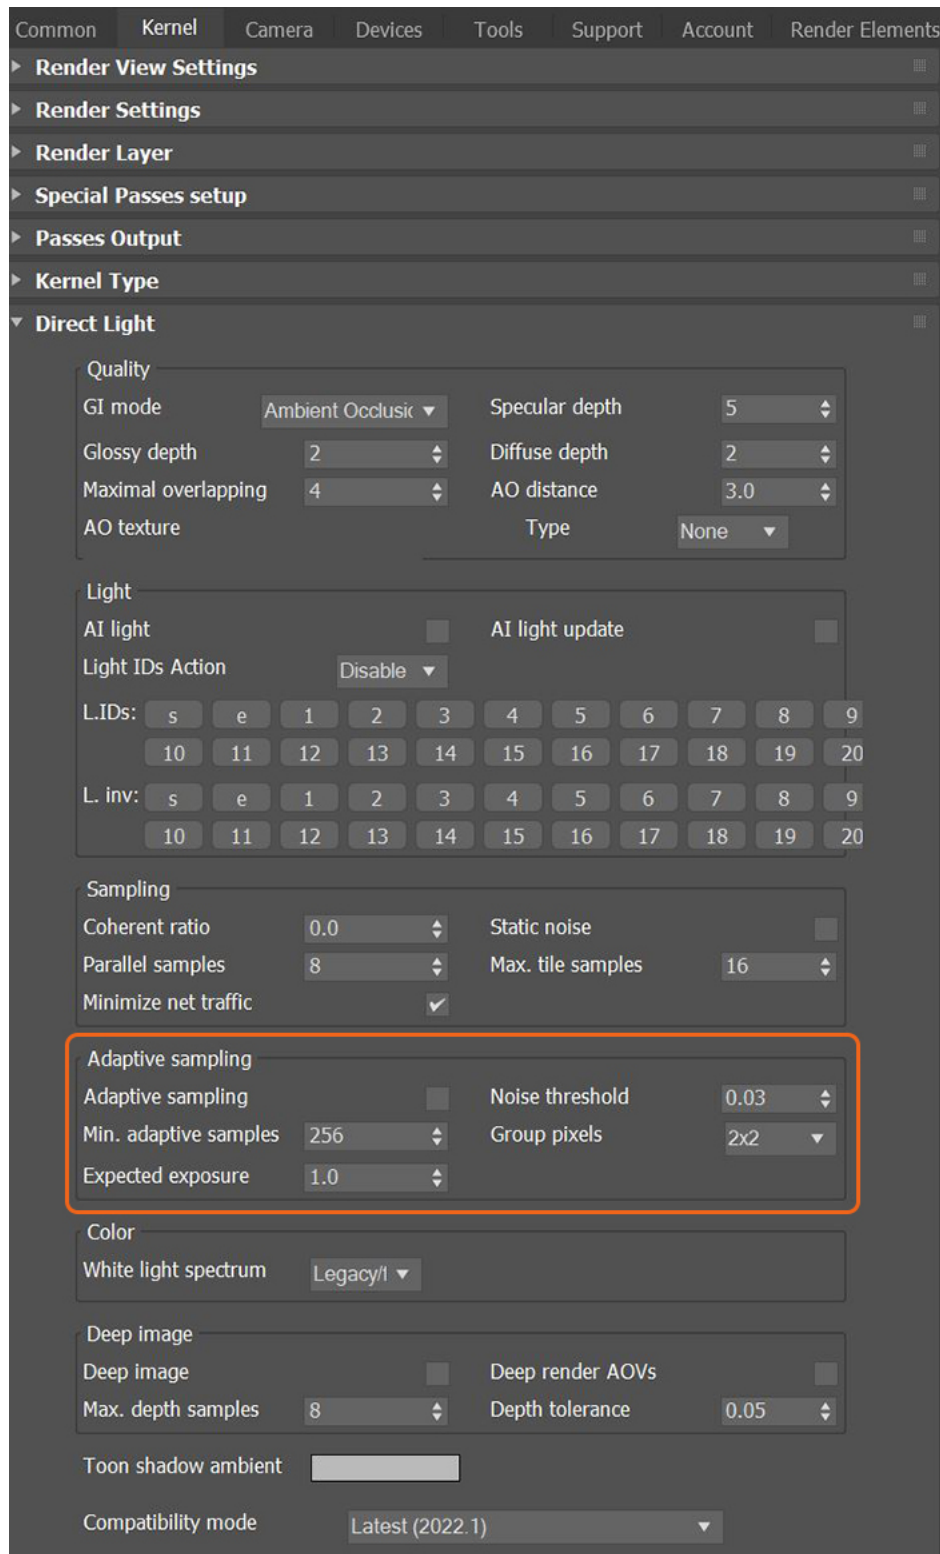 Common Kernel Camera Devices Tools Support Account Render Elements
Render View Settings
Render Settings
Render Layer
Special Passes setup
Passes Output
Kernel Type
Direct Light
Quality
GI mode Ambient Occlusic Specular depth 5
Glossy depth 2 Diffuse depth 2
Maximal overlapping 4 AO distance 3.0
AO texture Type None
Light
AI light AI light update
Light IDs Action Disable
L.IDs: s e 1 2 3 4 5 6 7 8 9
10 11 12 13 14 15 16 17 18 19 20
L. inv: s e 1 2 3 4 5 6 7 8 9
10 11 12 13 14 15 16 17 18 19 20
Sampling
Coherent ratio 0.0 Static noise
Parallel samples 8 Max. tile samples 16
Minimize net traffic
Adaptive sampling
Adaptive sampling Noise threshold 0.03
Min. adaptive samples 256 Group pixels 2x2
Expected exposure 1.0
Color
White light spectrum Legacy/f
Deep image
Deep image Deep render AOVs
Max. depth samples 8 Depth tolerance 0.05
Toon shadow ambient
Compatibility mode Latest (2022.1)